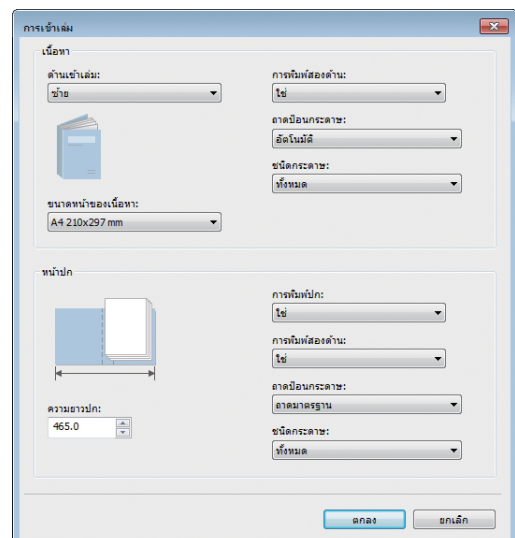 การเข้าเล่ม
เนื้อหา
ด้านเข้าเล่ม:
ซ้าย
ขนาดหน้าของเนื้อหา:
A4 210x297 mm
การพิมพ์สองด้าน:
ใช่
ถาดป้อนกระดาษ:
อัตโนมัติ
ชนิดกระดาษ:
ทั้งหมด
หน้าปก
ความยาวปก:
465.0
การพิมพ์ปก:
ใช่
การพิมพ์สองด้าน:
ใช่
ถาดป้อนกระดาษ:
ถาดมาตรฐาน
ชนิดกระดาษ:
ทั้งหมด
ตกลง
ยกเลิก